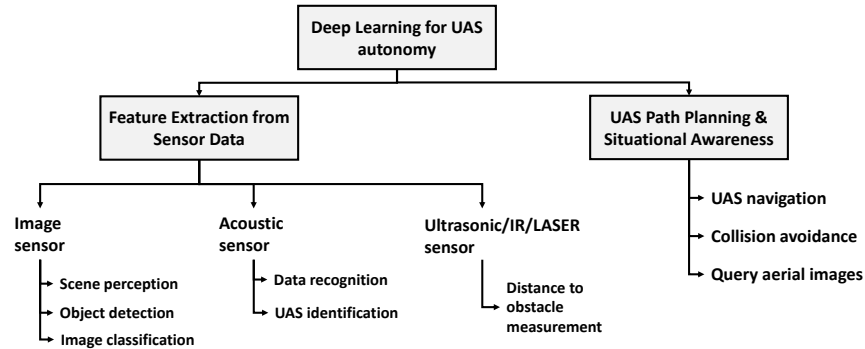 Deep Learning for UAS
autonomy
Feature Extraction from
Sensor Data
UAS Path Planning &
Situational Awareness
Image
sensor
Scene perception
Object detection
Image classification
Acoustic
sensor
Data recognition
UAS identification
Ultrasonic/IR/LASER
sensor
Distance to
obstacle
measurement
UAS navigation
Collision avoidance
Query aerial images